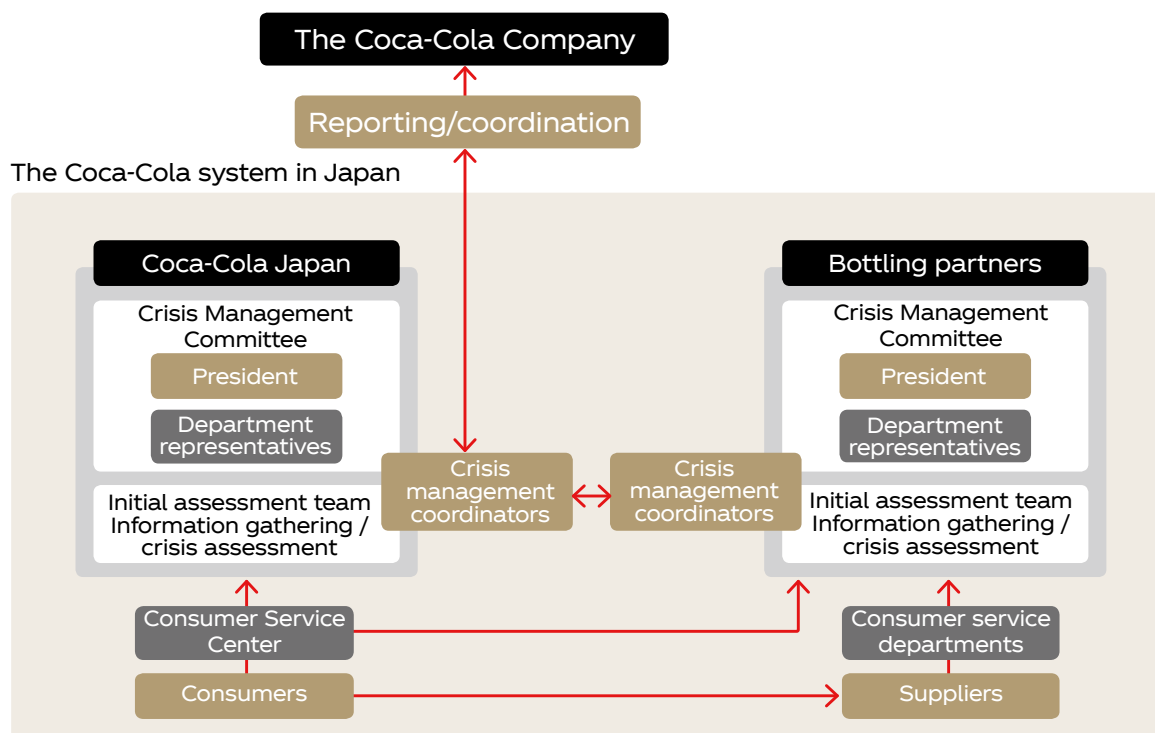 The Coca-Cola Company
Reporting/coordination
The Coca-Cola system in Japan
Coca-Cola Japan
Crisis Management
Committee
President
Department
representatives
Initial assessment team
Information gathering /
crisis assessment
Crisis
management
coordinators
Crisis
management
coordinators
Bottling partners
Crisis Management
Committee
President
Department
representatives
Initial assessment team
Information gathering /
crisis assessment
Consumer Service
Center
Consumer service
departments
Consumers
Suppliers